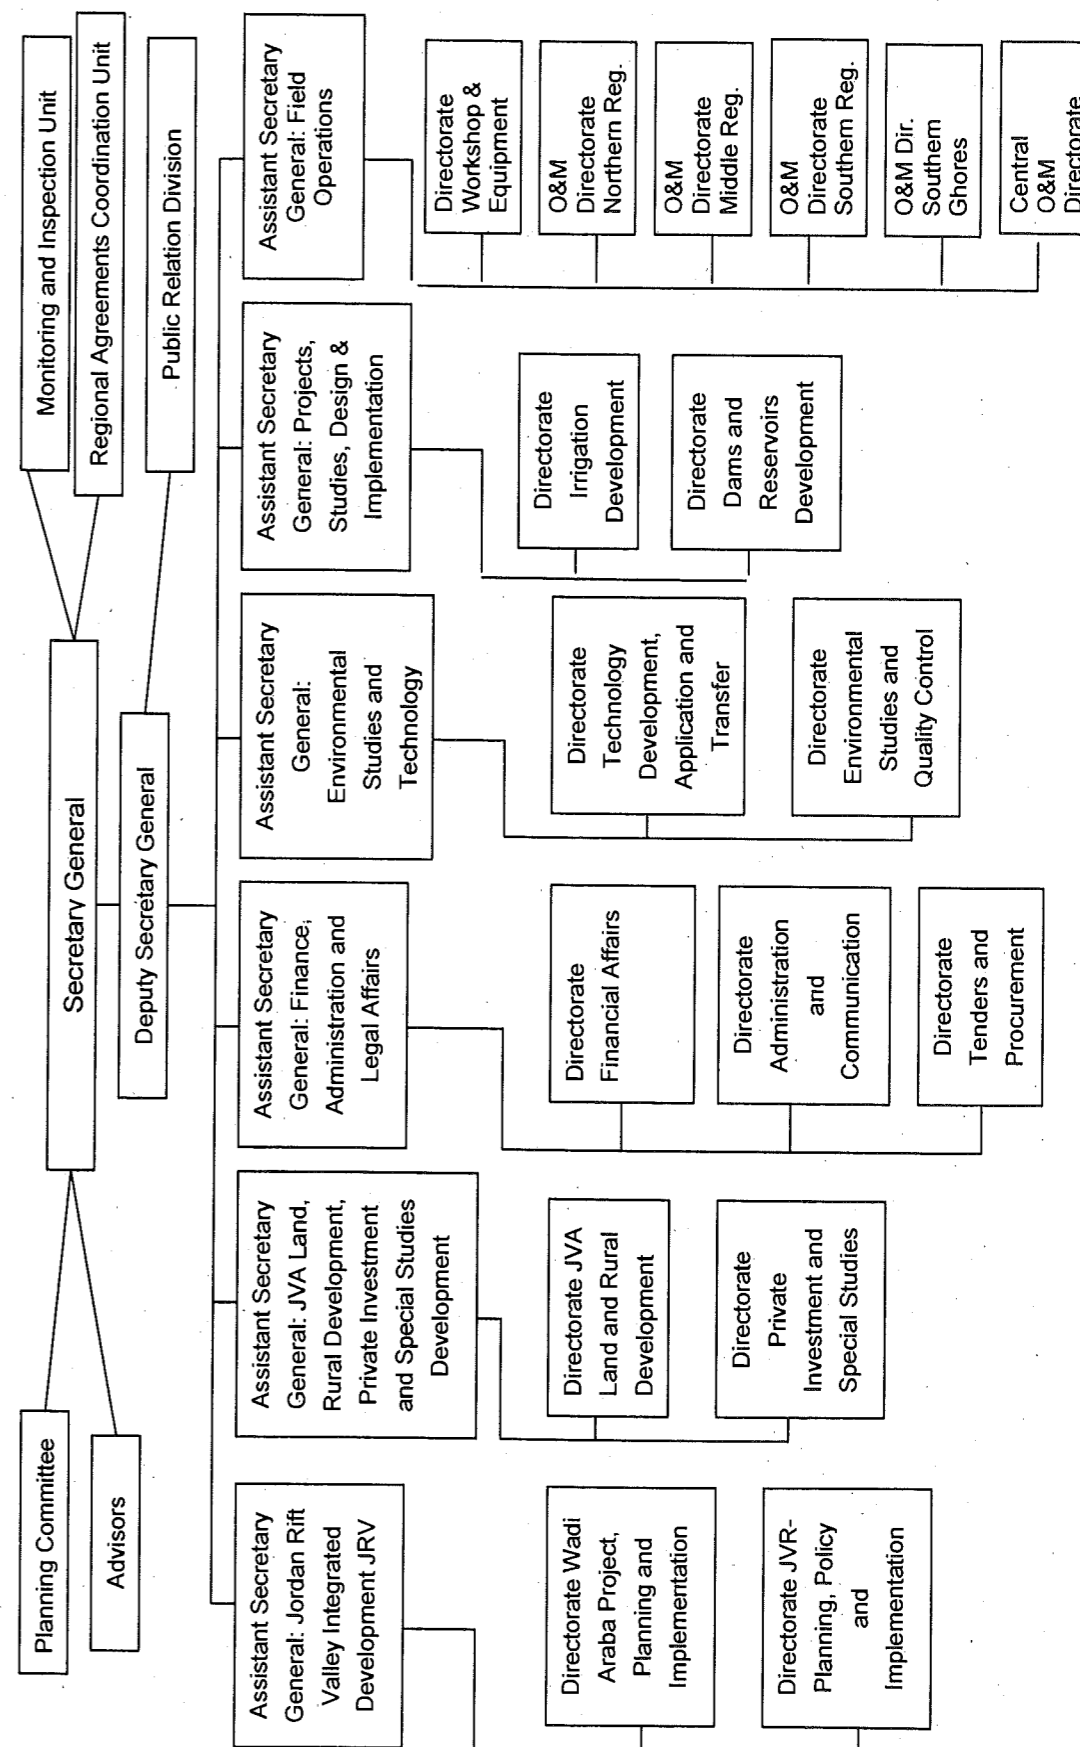 Planning Committee
Advisors
Secretary General
Deputy Secretary General
Monitoring and Inspection Unit
Regional Agreements Coordination Unit
Public Relation Division
Assistant Secretary
General: Jordan Rift
Valley Integrated
Development JRV
Directorate Wadi
Araba Project,
Planning and
Implementation
Directorate JVR-
Planning, Policy
and
Implementation
Assistant Secretary
General: JVA Land,
Rural Development,
Private Investment
and Special Studies
Development
Directorate JVA
Land and Rural
Development
Directorate
Private
Investment and
Special Studies
Assistant Secretary
General: Finance,
Administration and
Legal Affairs
Directorate
Financial Affairs
Directorate
Administration
and
Communication
Directorate
Tenders and
Procurement
Assistant Secretary
General:
Environmental
Studies and
Technology
Directorate
Technology
Development,
Application and
Transfer
Directorate
Environmental
Studies and
Quality Control
Assistant Secretary
General: Projects,
Studies, Design &
Implementation
Directorate
Irrigation
Development
Directorate
Dams and
Reservoirs
Development
Assistant Secretary
General: Field
Operations
Directorate
Workshop &
Equipment
O&M
Directorate
Northern Reg.
O&M
Directorate
Middle Reg.
O&M
Directorate
Southern Reg.
O&M Dir.
Southern
Ghores
Central
O&M
Directorate